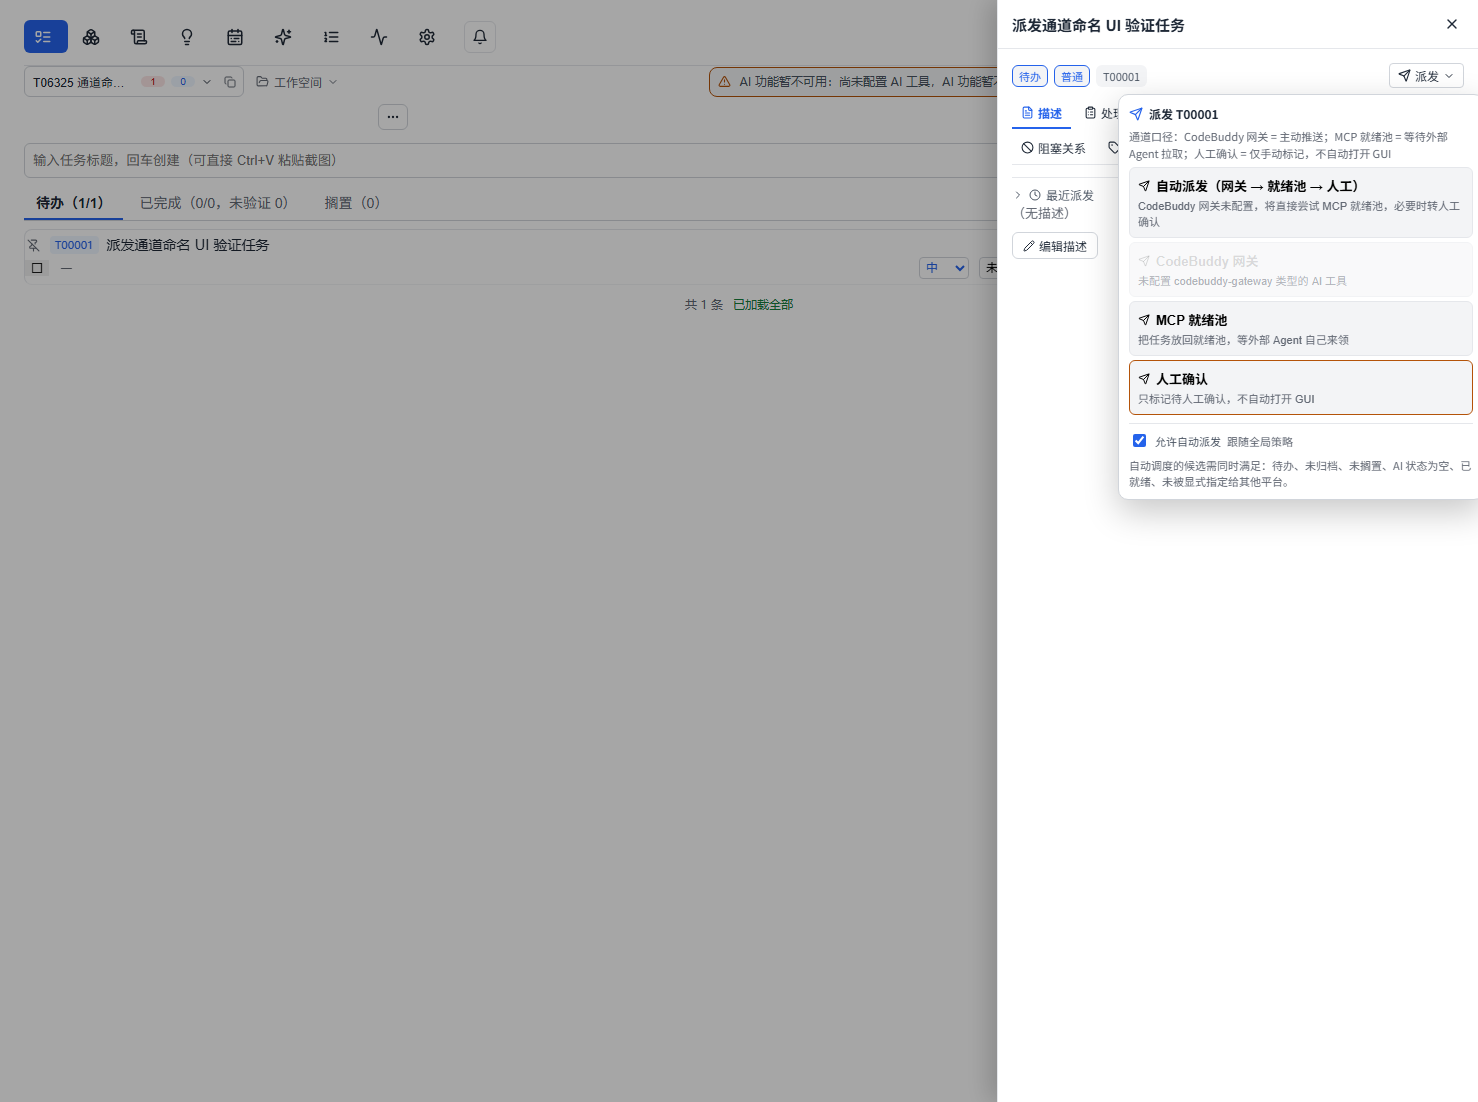 T06325 通道命...
1
0
工作空间
AI 功能暂不可用：尚未配置 AI 工具，AI 功能暂
...
输入任务标题，回车创建（可直接 Ctrl+V 粘贴截图）
待办（1/1）
已完成（0/0，未验证 0）
搁置（0）
T00001
派发通道命名 UI 验证任务
—
中
未
共 1 条 已加载全部
派发通道命名 UI 验证任务
待办
普通
T00001
派发
描述
处
阻塞关系
最近派发
（无描述）
编辑描述
派发 T00001
通道口径：CodeBuddy 网关 = 主动推送；MCP 就绪池 = 等待外部
Agent 拉取；人工确认 = 仅手动标记，不自动打开 GUI
自动派发（网关 → 就绪池 → 人工）
CodeBuddy 网关未配置，将直接尝试 MCP 就绪池，必要时转人工
确认
CodeBuddy 网关
未配置 codebuddy-gateway 类型的 AI 工具
MCP 就绪池
把任务放回就绪池，等外部 Agent 自己来领
人工确认
只标记待人工确认，不自动打开 GUI
允许自动派发 跟随全局策略
自动调度的候选需同时满足：待办、未归档、未搁置、AI 状态为空、已
就绪、未被显式指定给其他平台。